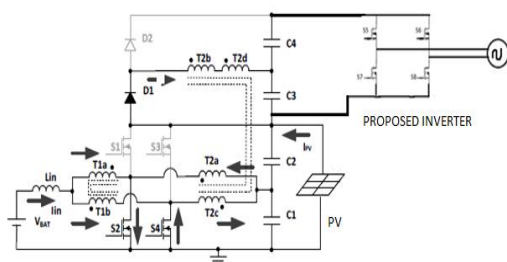 D2
C4
S5
S6
T2b
T2d
D1
C3
S7
S8
PROPOSED INVERTER
IPV
S1
S3
T1a
T2a
C2
Lin
Iin
T1b
T2c
C1
PV
VBAT
S2
S4